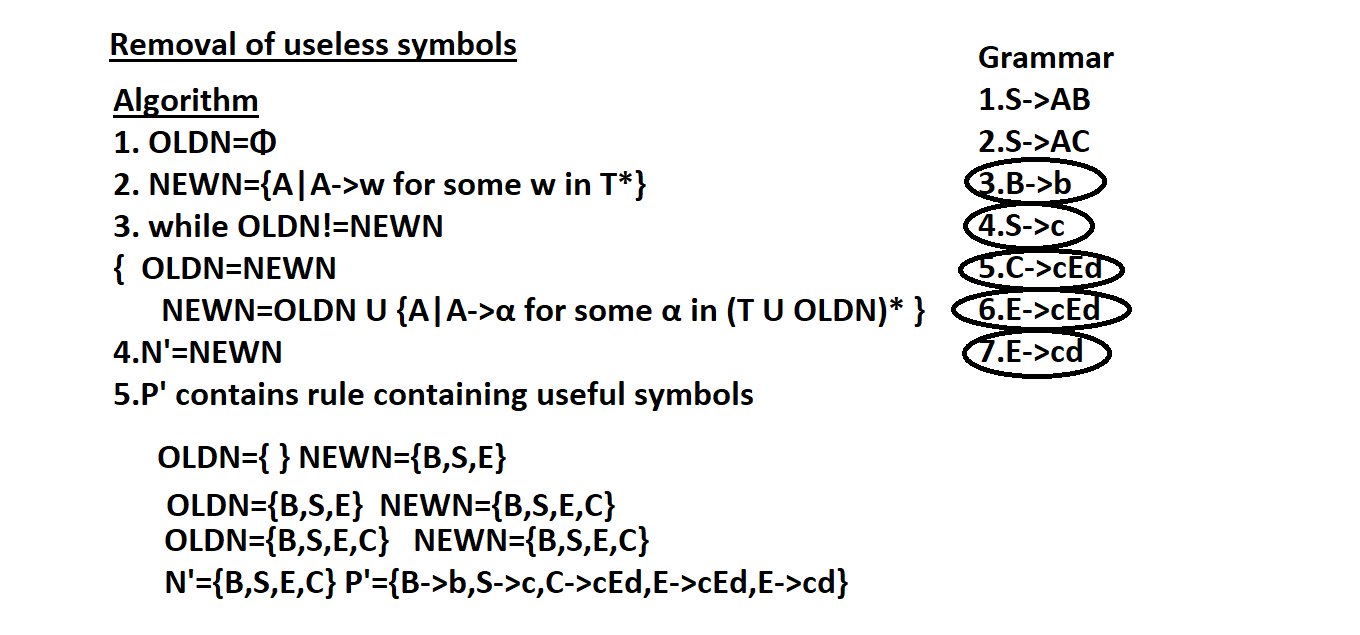 Removal of useless symbols
Algorithm
1. OLDN=Φ
2. NEWN={A|A->w for some w in T*}
3. while OLDN!=NEWN
{ OLDN=NEWN
NEWN=OLDN U {A|A->α for some α in (T U OLDN)* }
4.N'=NEWN
5.P' contains rule containing useful symbols
OLDN={ } NEWN={B,S,E}
OLDN={B,S,E} NEWN={B,S,E,C}
OLDN={B,S,E,C} NEWN={B,S,E,C}
N'={B,S,E,C} P'={B->b,S->c,C->cEd,E->cEd,E->cd}
Grammar
1.S->AB
2.S->AC
3.B->b
4.S->c
5.C->cEd
6.E->cEd
7.E->cd